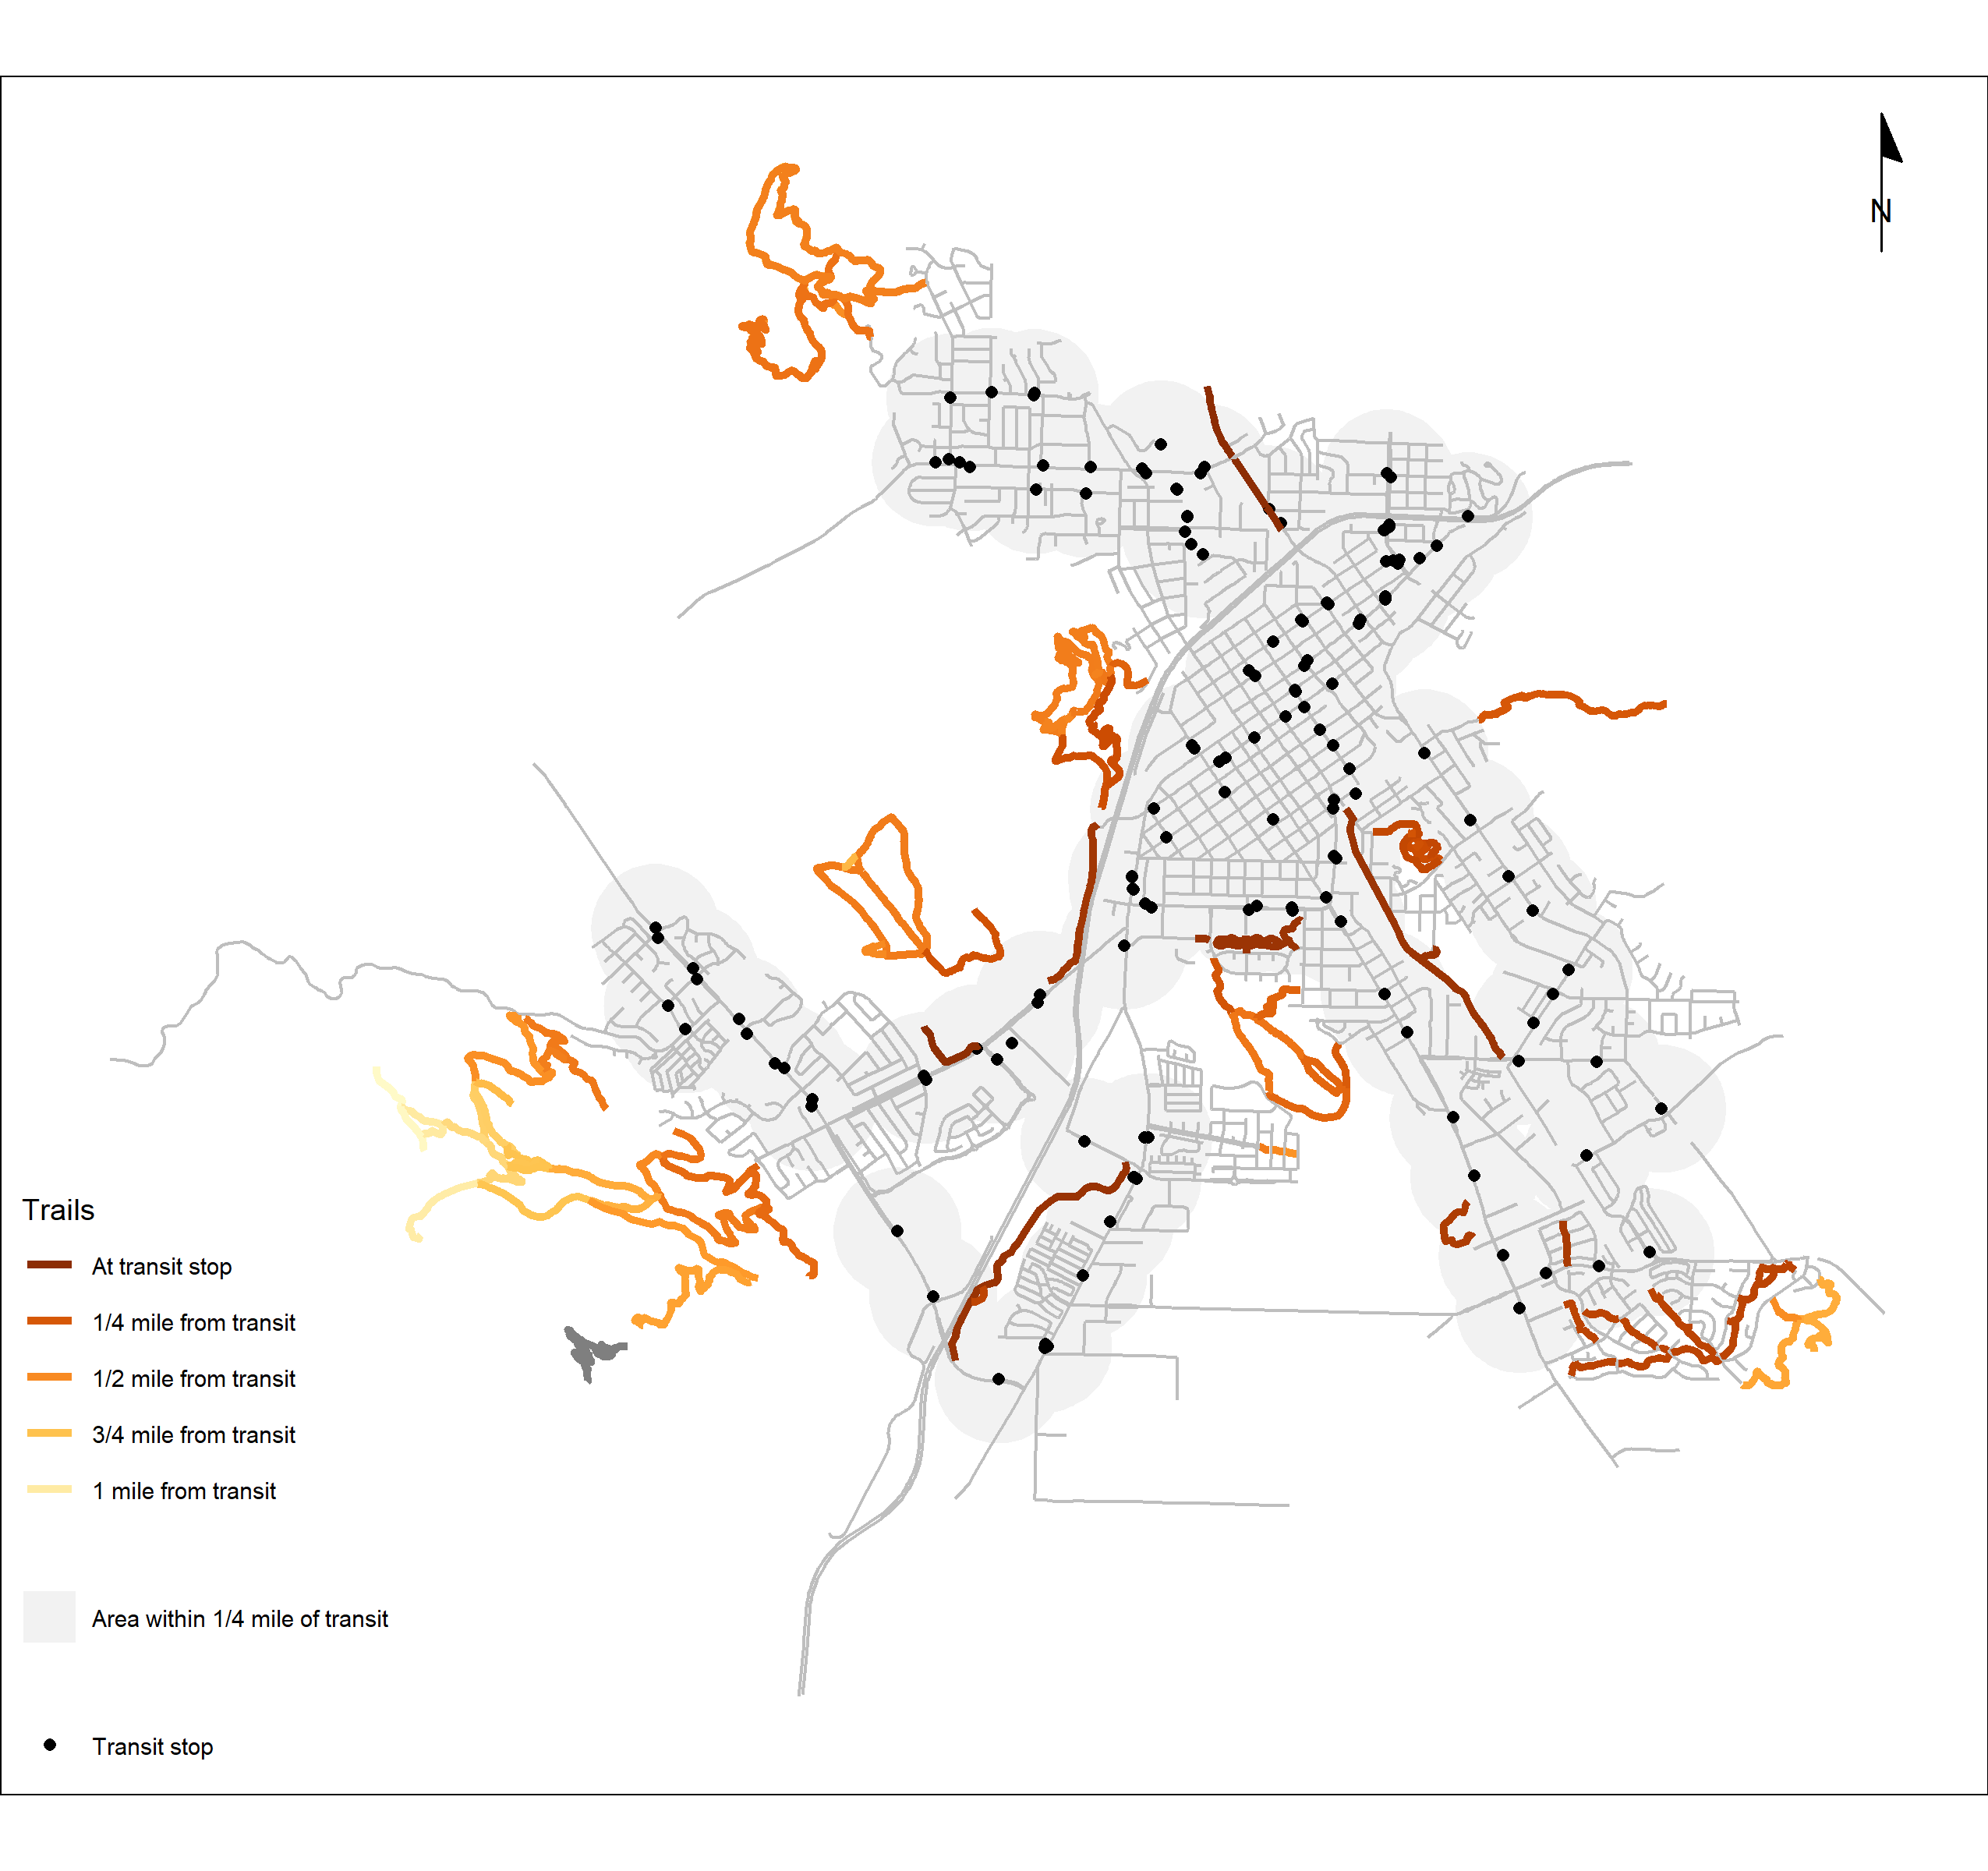 N
Trails
At transit stop
1/4 mile from transit
1/2 mile from transit
3/4 mile from transit
1 mile from transit
Area within 1/4 mile of transit
Transit stop